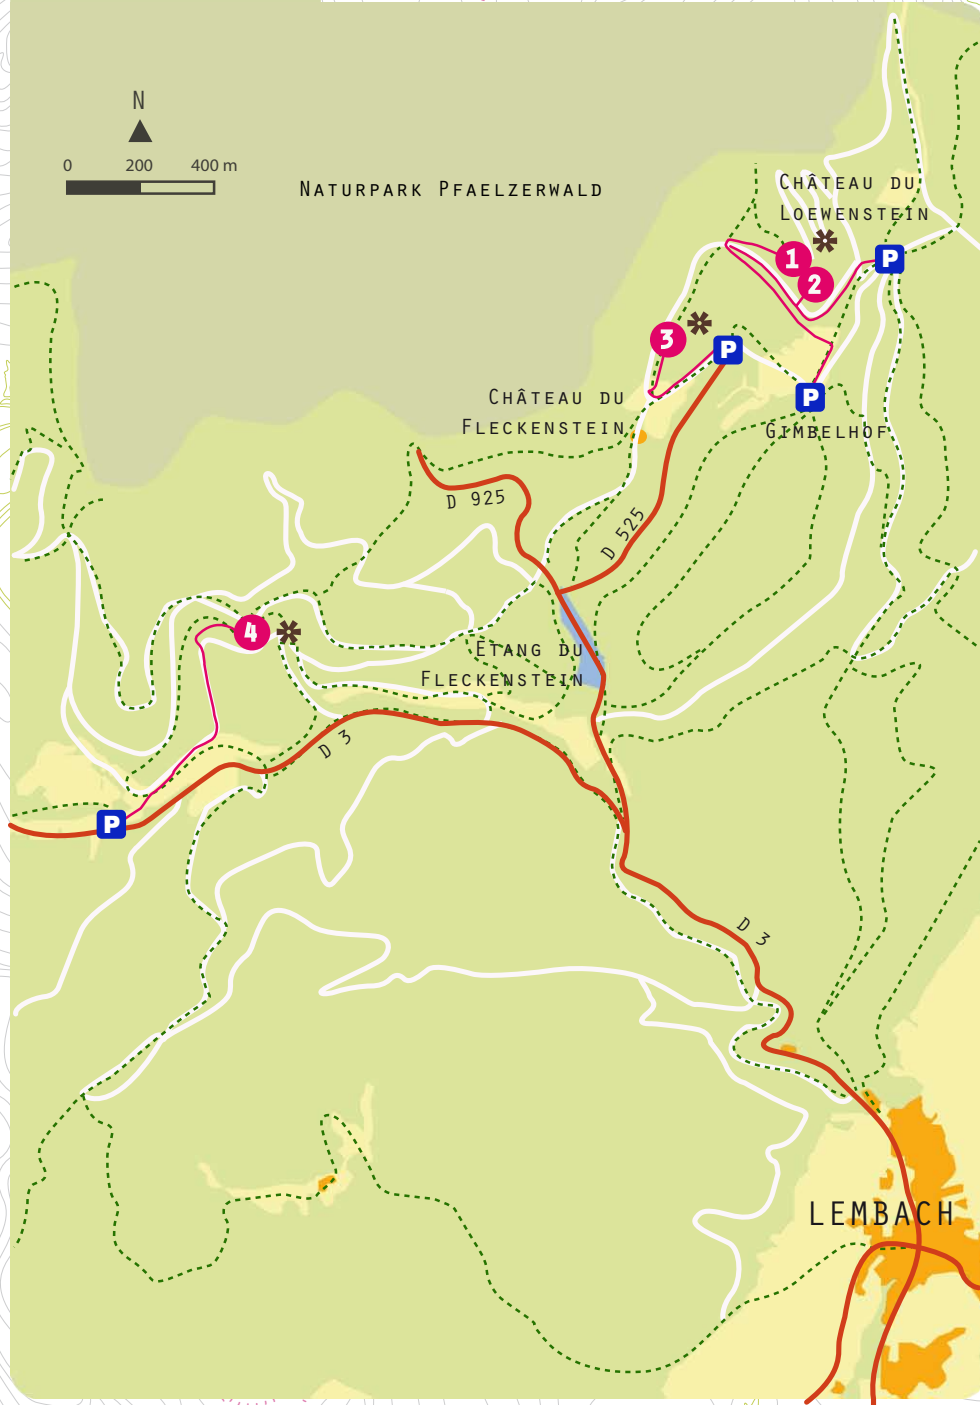 N
0 200 400 m
NATURPARK PFAELZERWALD
CHÂTEAU DU
LOEWENSTEIN
1
P
2
3
P
CHÂTEAU DU
FLECKENSTEIN
P
GIMBELHOF
D 925
D 525
4
ETANG DU
FLECKENSTEIN
D 3
P
D 3
LEMBACH